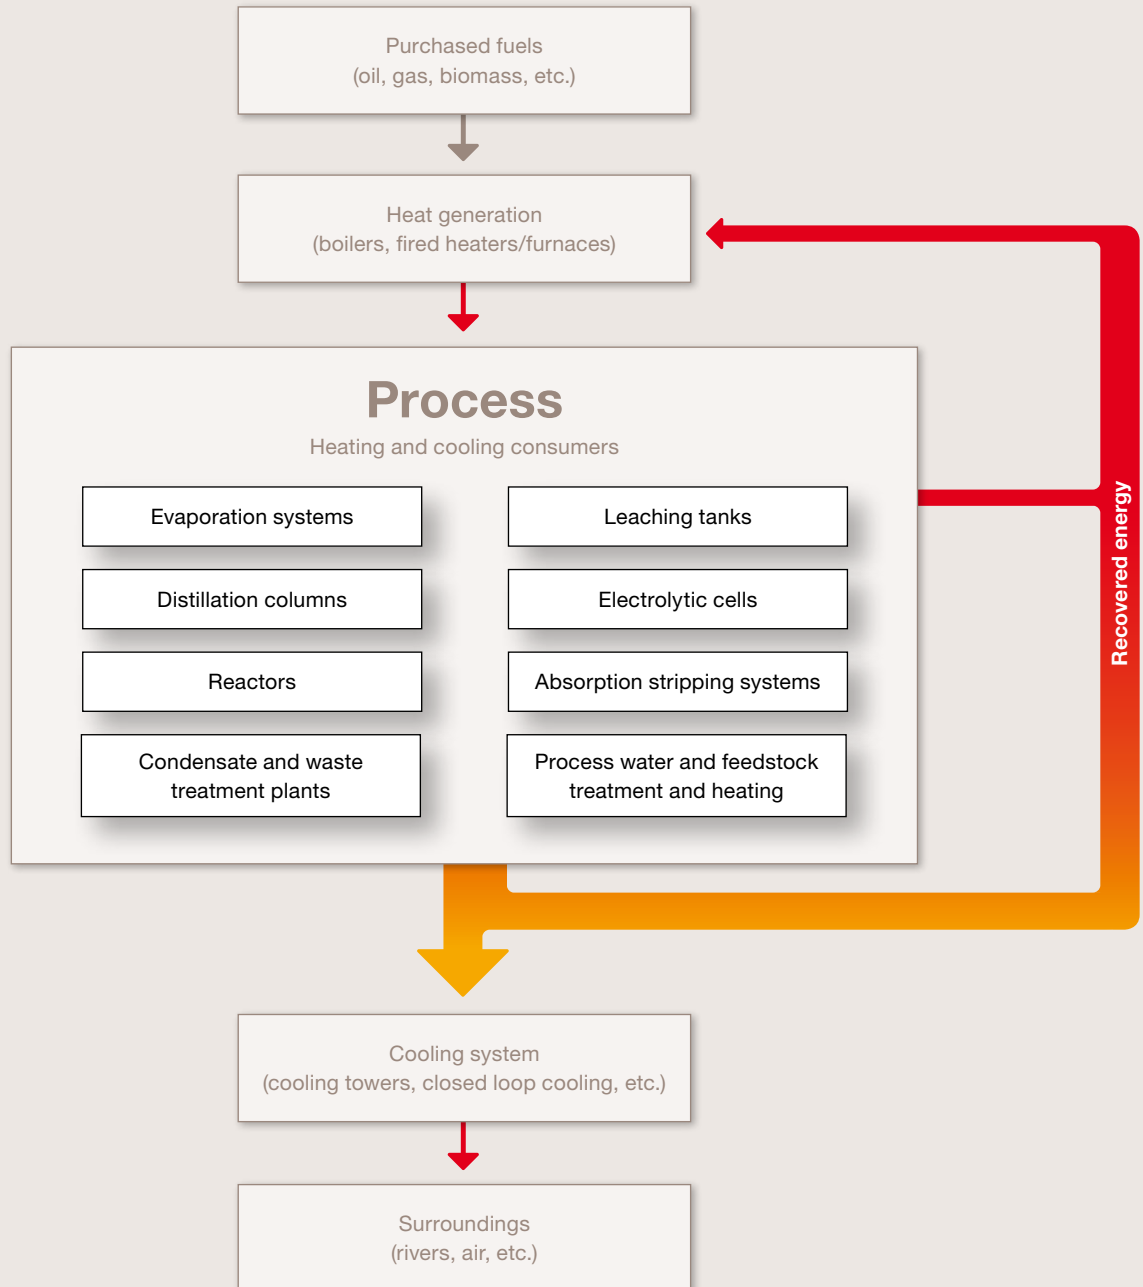 Purchased fuels
(oil, gas, biomass, etc.)
Heat generation
(boilers, fired heaters/furnaces)
Process
Heating and cooling consumers
Evaporation systems
Leaching tanks
Distillation columns
Electrolytic cells
Reactors
Absorption stripping systems
Condensate and waste
treatment plants
Process water and feedstock
treatment and heating
Recovered energy
Cooling system
(cooling towers, closed loop cooling, etc.)
Surroundings
(rivers, air, etc.)